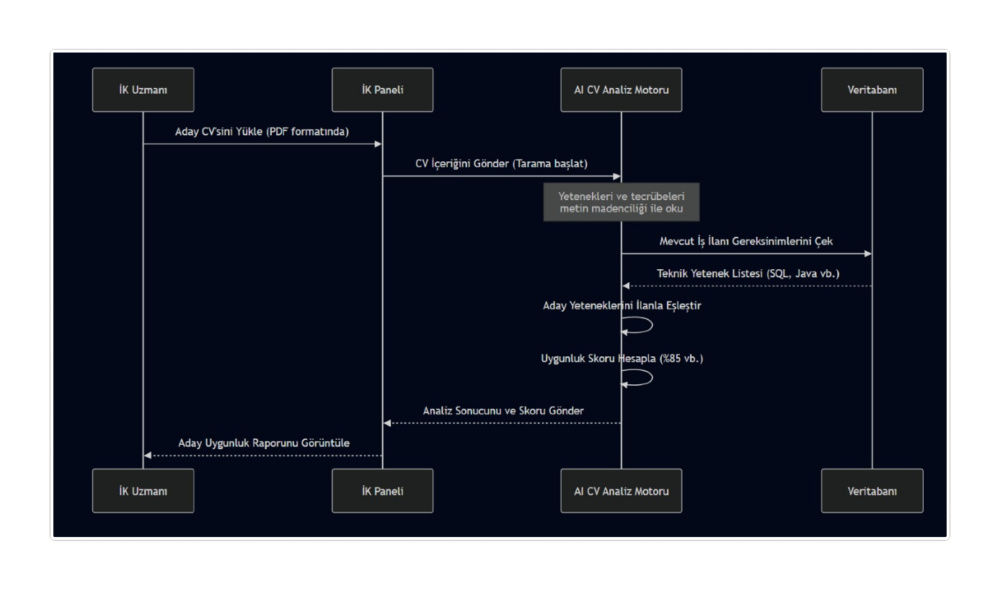 İK Uzmanı
İK Paneli
AI CV Analiz Motoru
Veritabanı
Aday CV'sini Yükle (PDF formatında)
CV İçeriğini Gönder (Tarama başlat)
Yetenekleri ve tecrübeleri
metin madenciliği ile oku
Mevcut İş İlanı Gereksinimlerini Çek
Teknik Yetenek Listesi (SQL, Java vb.)
Aday Yeteneklerini İlanla Eşleştir
Uygunluk Skoru Hesapla (%85 vb.)
Analiz Sonucunu ve Skoru Gönder
Aday Uygunluk Raporunu Görüntüle
İK Uzmanı
İK Paneli
AI CV Analiz Motoru
Veritabanı